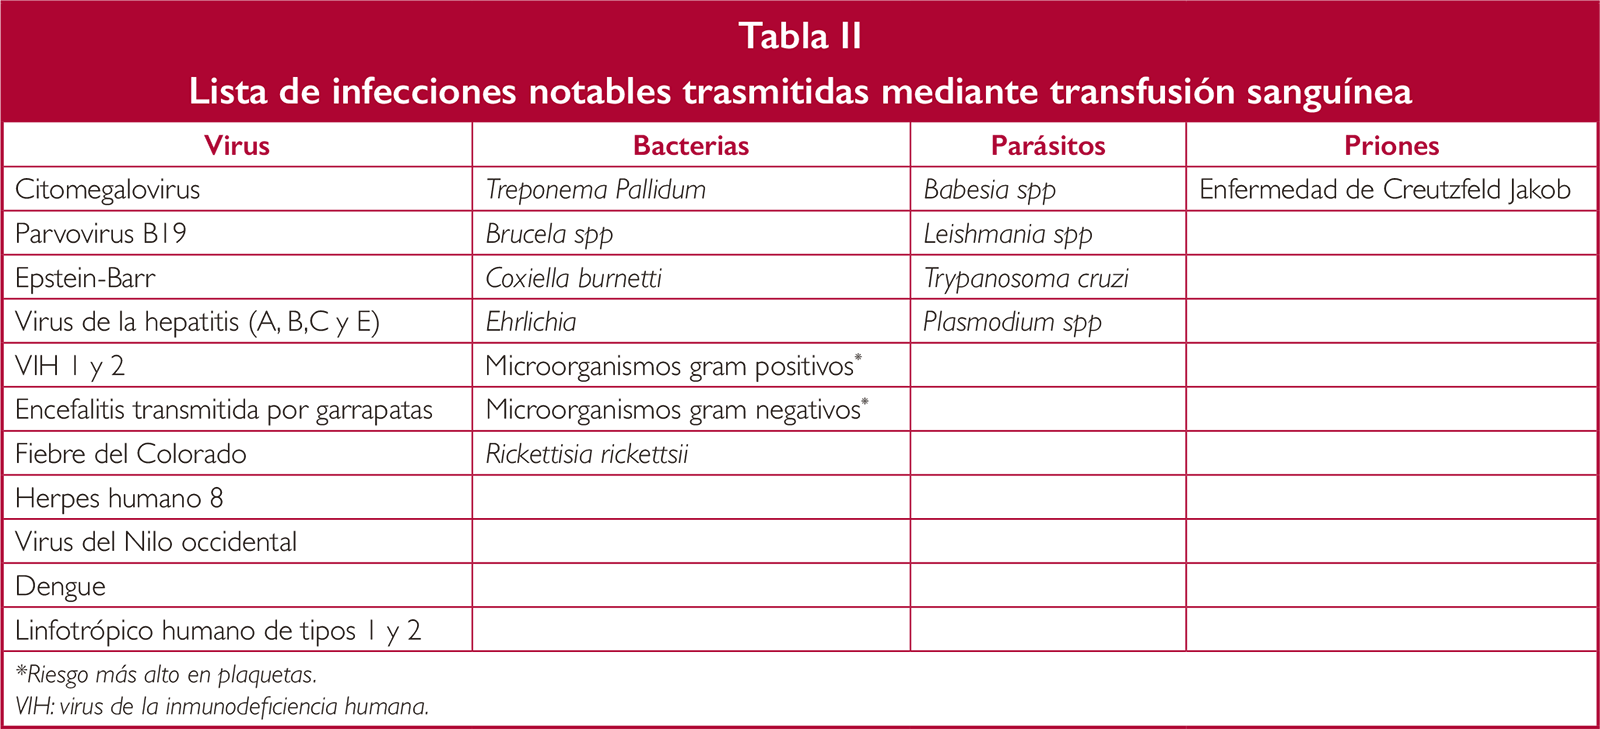 Tabla II
Lista de infecciones notables trasmitidas mediante transfusión sanguínea
Virus Bacterias Parásitos Priones
Citomegalovirus Treponema Pallidum Babesia spp Enfermedad de Creutzfeld Jakob
Parvovirus B19 Brucela spp Leishmania spp
Epstein-Barr Coxiella burnetti Trypanosoma cruzi
Virus de la hepatitis (A, B,C y E) Ehrlichia Plasmodium spp
VIH 1 y 2 Microorganismos gram positivos*
Encefalitis transmitida por garrapatas Microorganismos gram negativos*
Fiebre del Colorado Rickettisia rickettsii
Herpes humano 8
Virus del Nilo occidental
Dengue
Linfotrópico humano de tipos 1 y 2
*Riesgo más alto en plaquetas.
VIH: virus de la inmunodeficiencia humana.